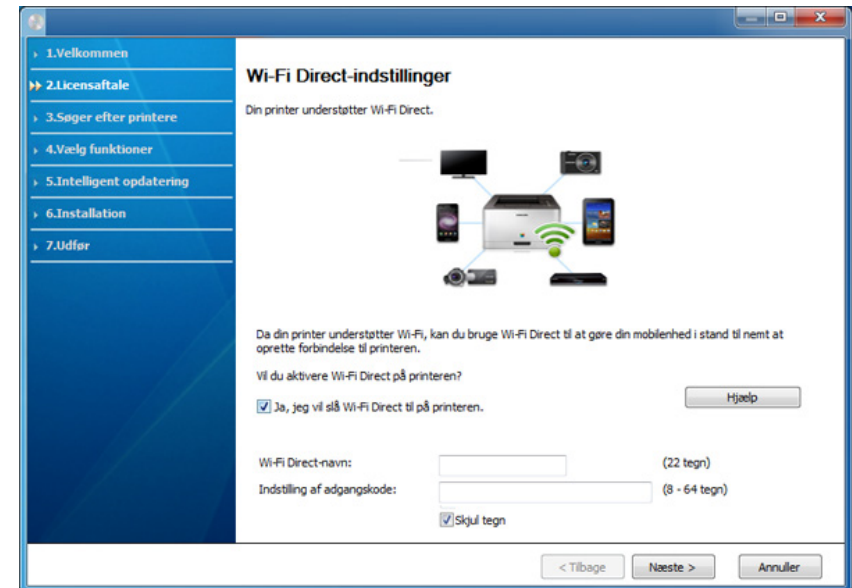 1.Velkommen
2.Licensaftale
3.Søger efter printere
4.Vælg funktioner
5.Intelligent opdatering
6.Installation
7.Udfør
Wi-Fi Direct-indstillinger
Din printer understøtter Wi-Fi Direct.
Da din printer understøtter Wi-Fi, kan du bruge Wi-Fi Direct til at gøre din mobilenhed i stand til nemt at
oprette forbindelse til printeren.
Vil du aktivere Wi-Fi Direct på printeren?
Ja, jeg vil slå Wi-Fi Direct til på printeren.
Hjælp
Wi-Fi Direct-navn: (22 tegn)
Indstilling af adgangskode: (8 - 64 tegn)
Skjul tegn
< Tilbage Næste > Annuller